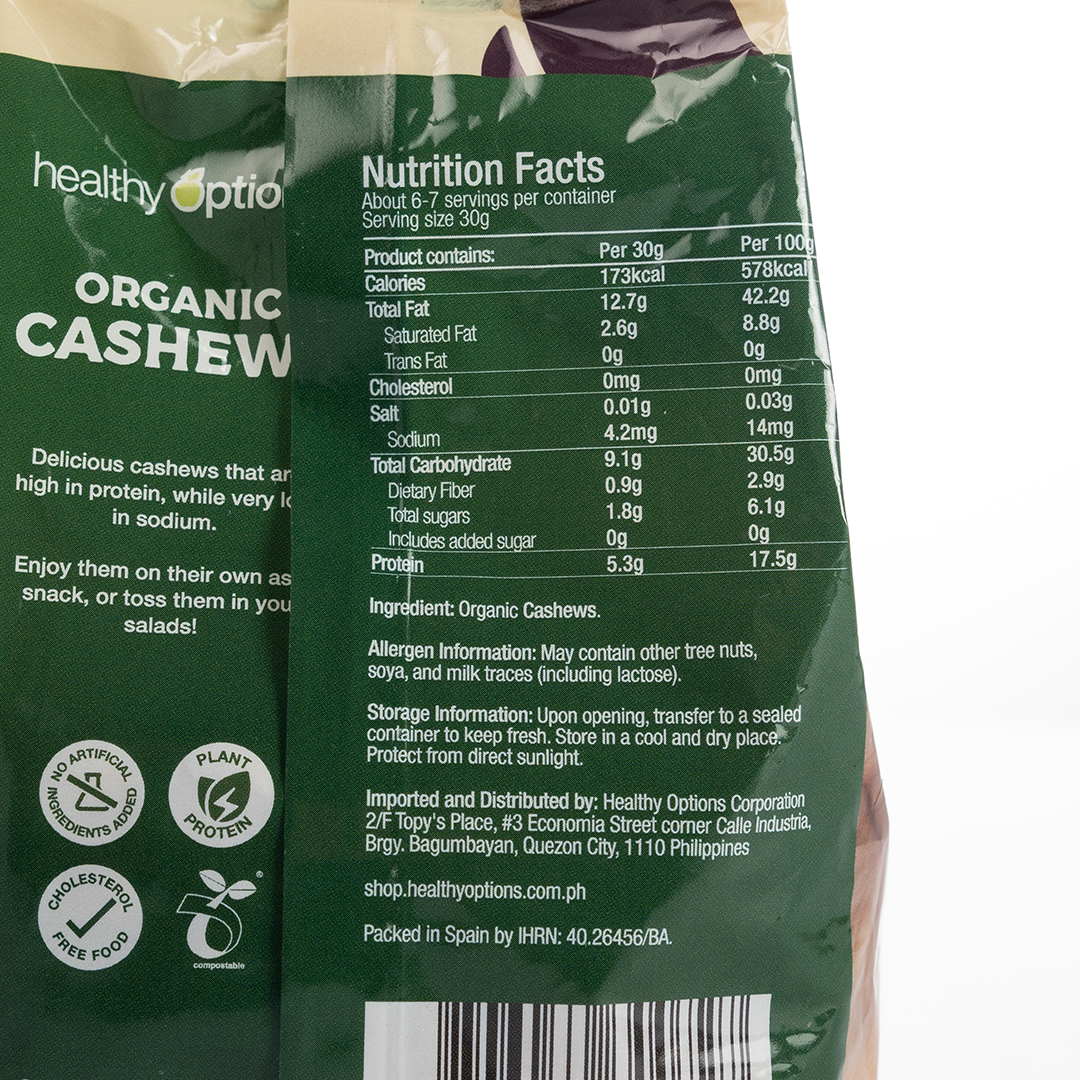 healthy
ORGANIC
CASHEW
Delicious cashews that
high in protein, while very
in sodium.
Enjoy them on their own as
snack, or toss them in
salads!
NO ARTIFICIAL
INGREDIENTS ADDED
PLANT
PROTEIN
CHOLESTEROL
FREE FOOD
®
compostable
Nutrition Facts
About 6-7 servings per container
Serving size 30g
Product contains: Per 30g Per 100g
Calories 173kcal 578kcal
Total Fat 12.7g 42.2g
Saturated Fat 2.6g 8.8g
Trans Fat 0g 0g
Cholesterol 0mg 0mg
Salt 0.01g 0.03g
Sodium 4.2mg 14mg
Total Carbohydrate 9.1g 30.5g
Dietary Fiber 0.9g 2.9g
Total sugars 1.8g 6.1g
Includes added sugar 0g 0g
Protein 5.3g 17.5g
Ingredient: Organic Cashews.
Allergen Information: May contain other tree nuts,
soya, and milk traces (including lactose).
Storage Information: Upon opening, transfer to a sealed
container to keep fresh. Store in a cool and dry place.
Protect from direct sunlight.
Imported and Distributed by: Healthy Options Corporation
2/F Topy's Place, #3 Economia Street corner Calle Industria,
Brgy. Bagumbayan, Quezon City, 1110 Philippines
shop.healthyoptions.com.ph
Packed in Spain by IHRN: 40.26456/BA.